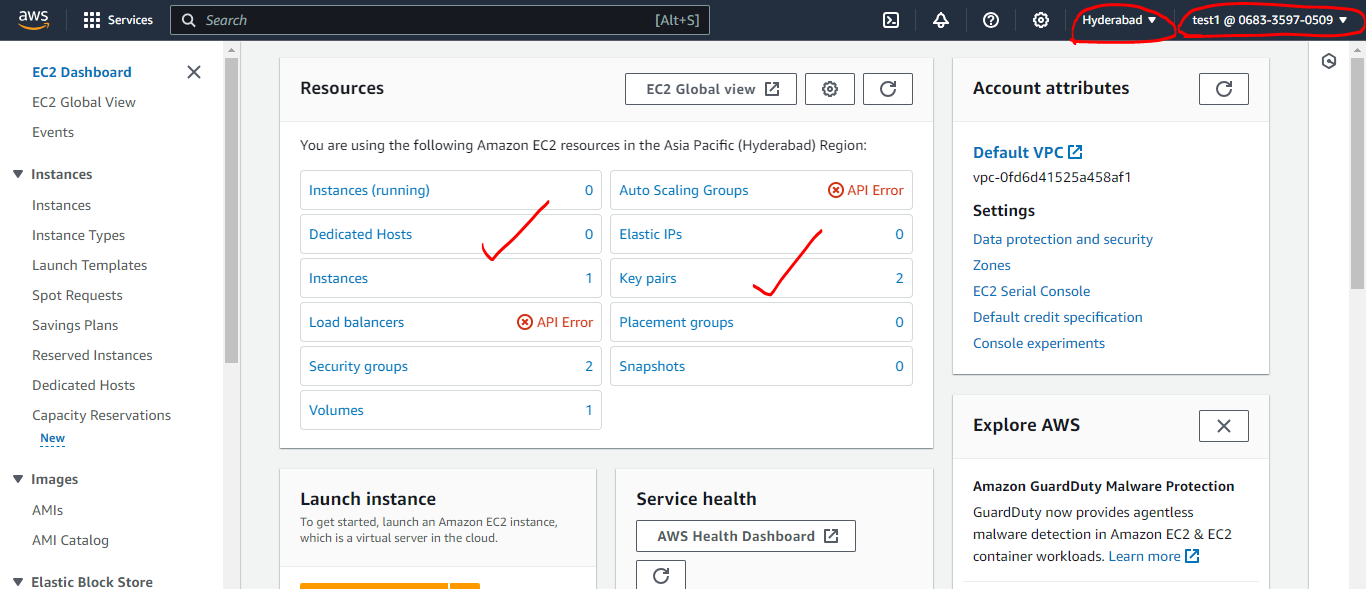 aws
Services
Search
[Alt+S]
Hyderabad
test1 @ 0683-3597-0509
EC2 Dashboard
EC2 Global View
Events
Instances
Instances
Instance Types
Launch Templates
Spot Requests
Savings Plans
Reserved Instances
Dedicated Hosts
Capacity Reservations
New
Images
AMIs
AMI Catalog
Elastic Block Store
Resources
EC2 Global view
You are using the following Amazon EC2 resources in the Asia Pacific (Hyderabad) Region:
Instances (running) 0
Auto Scaling Groups API Error
Dedicated Hosts 0
Elastic IPs 0
Instances 1
Key pairs 2
Load balancers API Error
Placement groups 0
Security groups 2
Snapshots 0
Volumes 1
Launch instance
To get started, launch an Amazon EC2 instance,
which is a virtual server in the cloud.
Service health
AWS Health Dashboard
Account attributes
Default VPC
vpc-0fd6d41525a458af1
Settings
Data protection and security
Zones
EC2 Serial Console
Default credit specification
Console experiments
Explore AWS
Amazon GuardDuty Malware Protection
GuardDuty now provides agentless
malware detection in Amazon EC2 & EC2
container workloads. Learn more